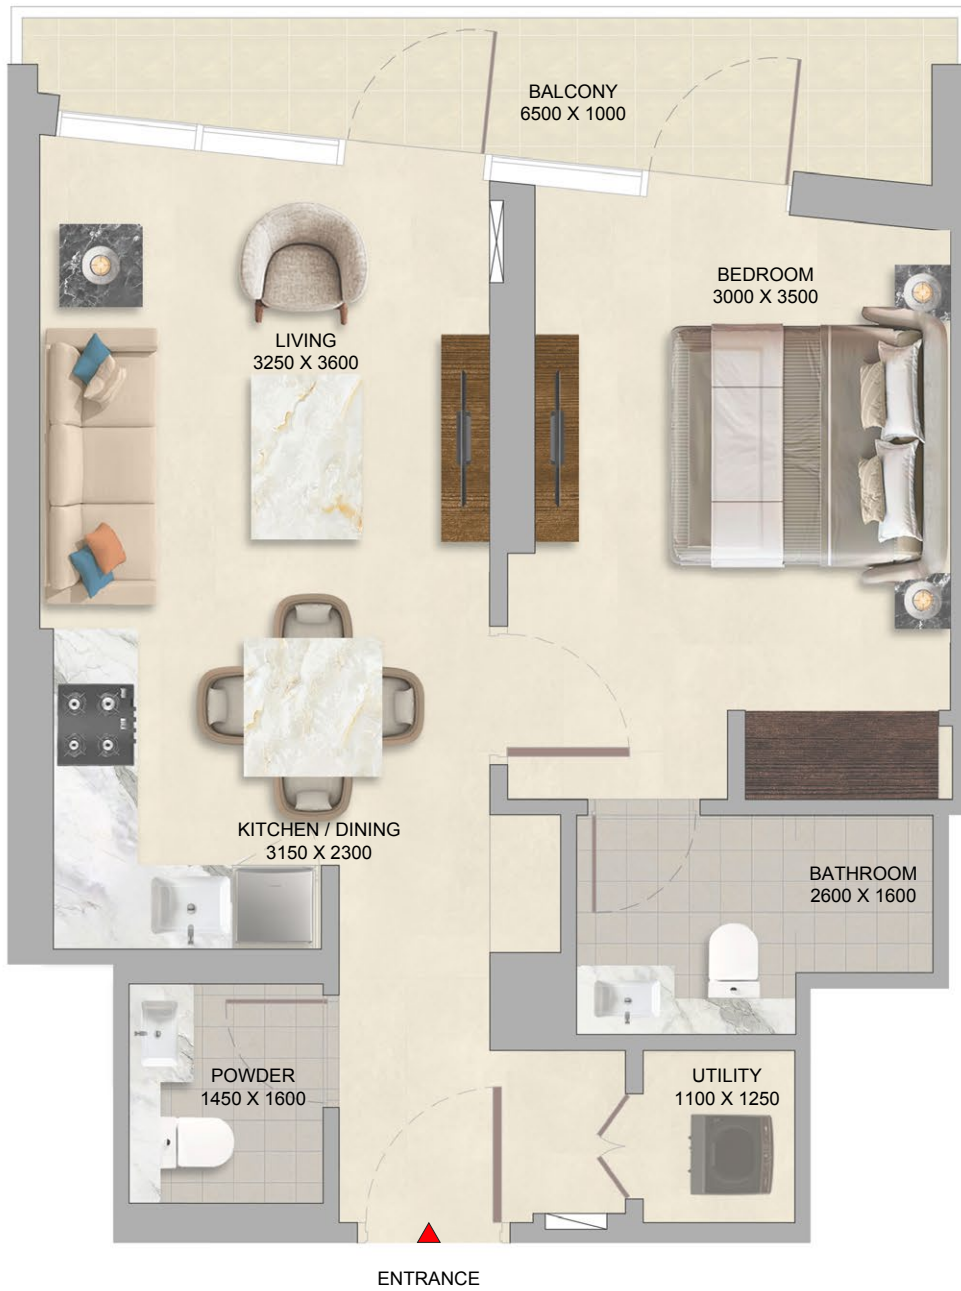 BALCONY
6500 X 1000
BEDROOM
3000 X 3500
LIVING
3250 X 3600
KITCHEN / DINING
3150 X 2300
BATHROOM
2600 X 1600
POWDER
1450 X 1600
UTILITY
1100 X 1250
ENTRANCE